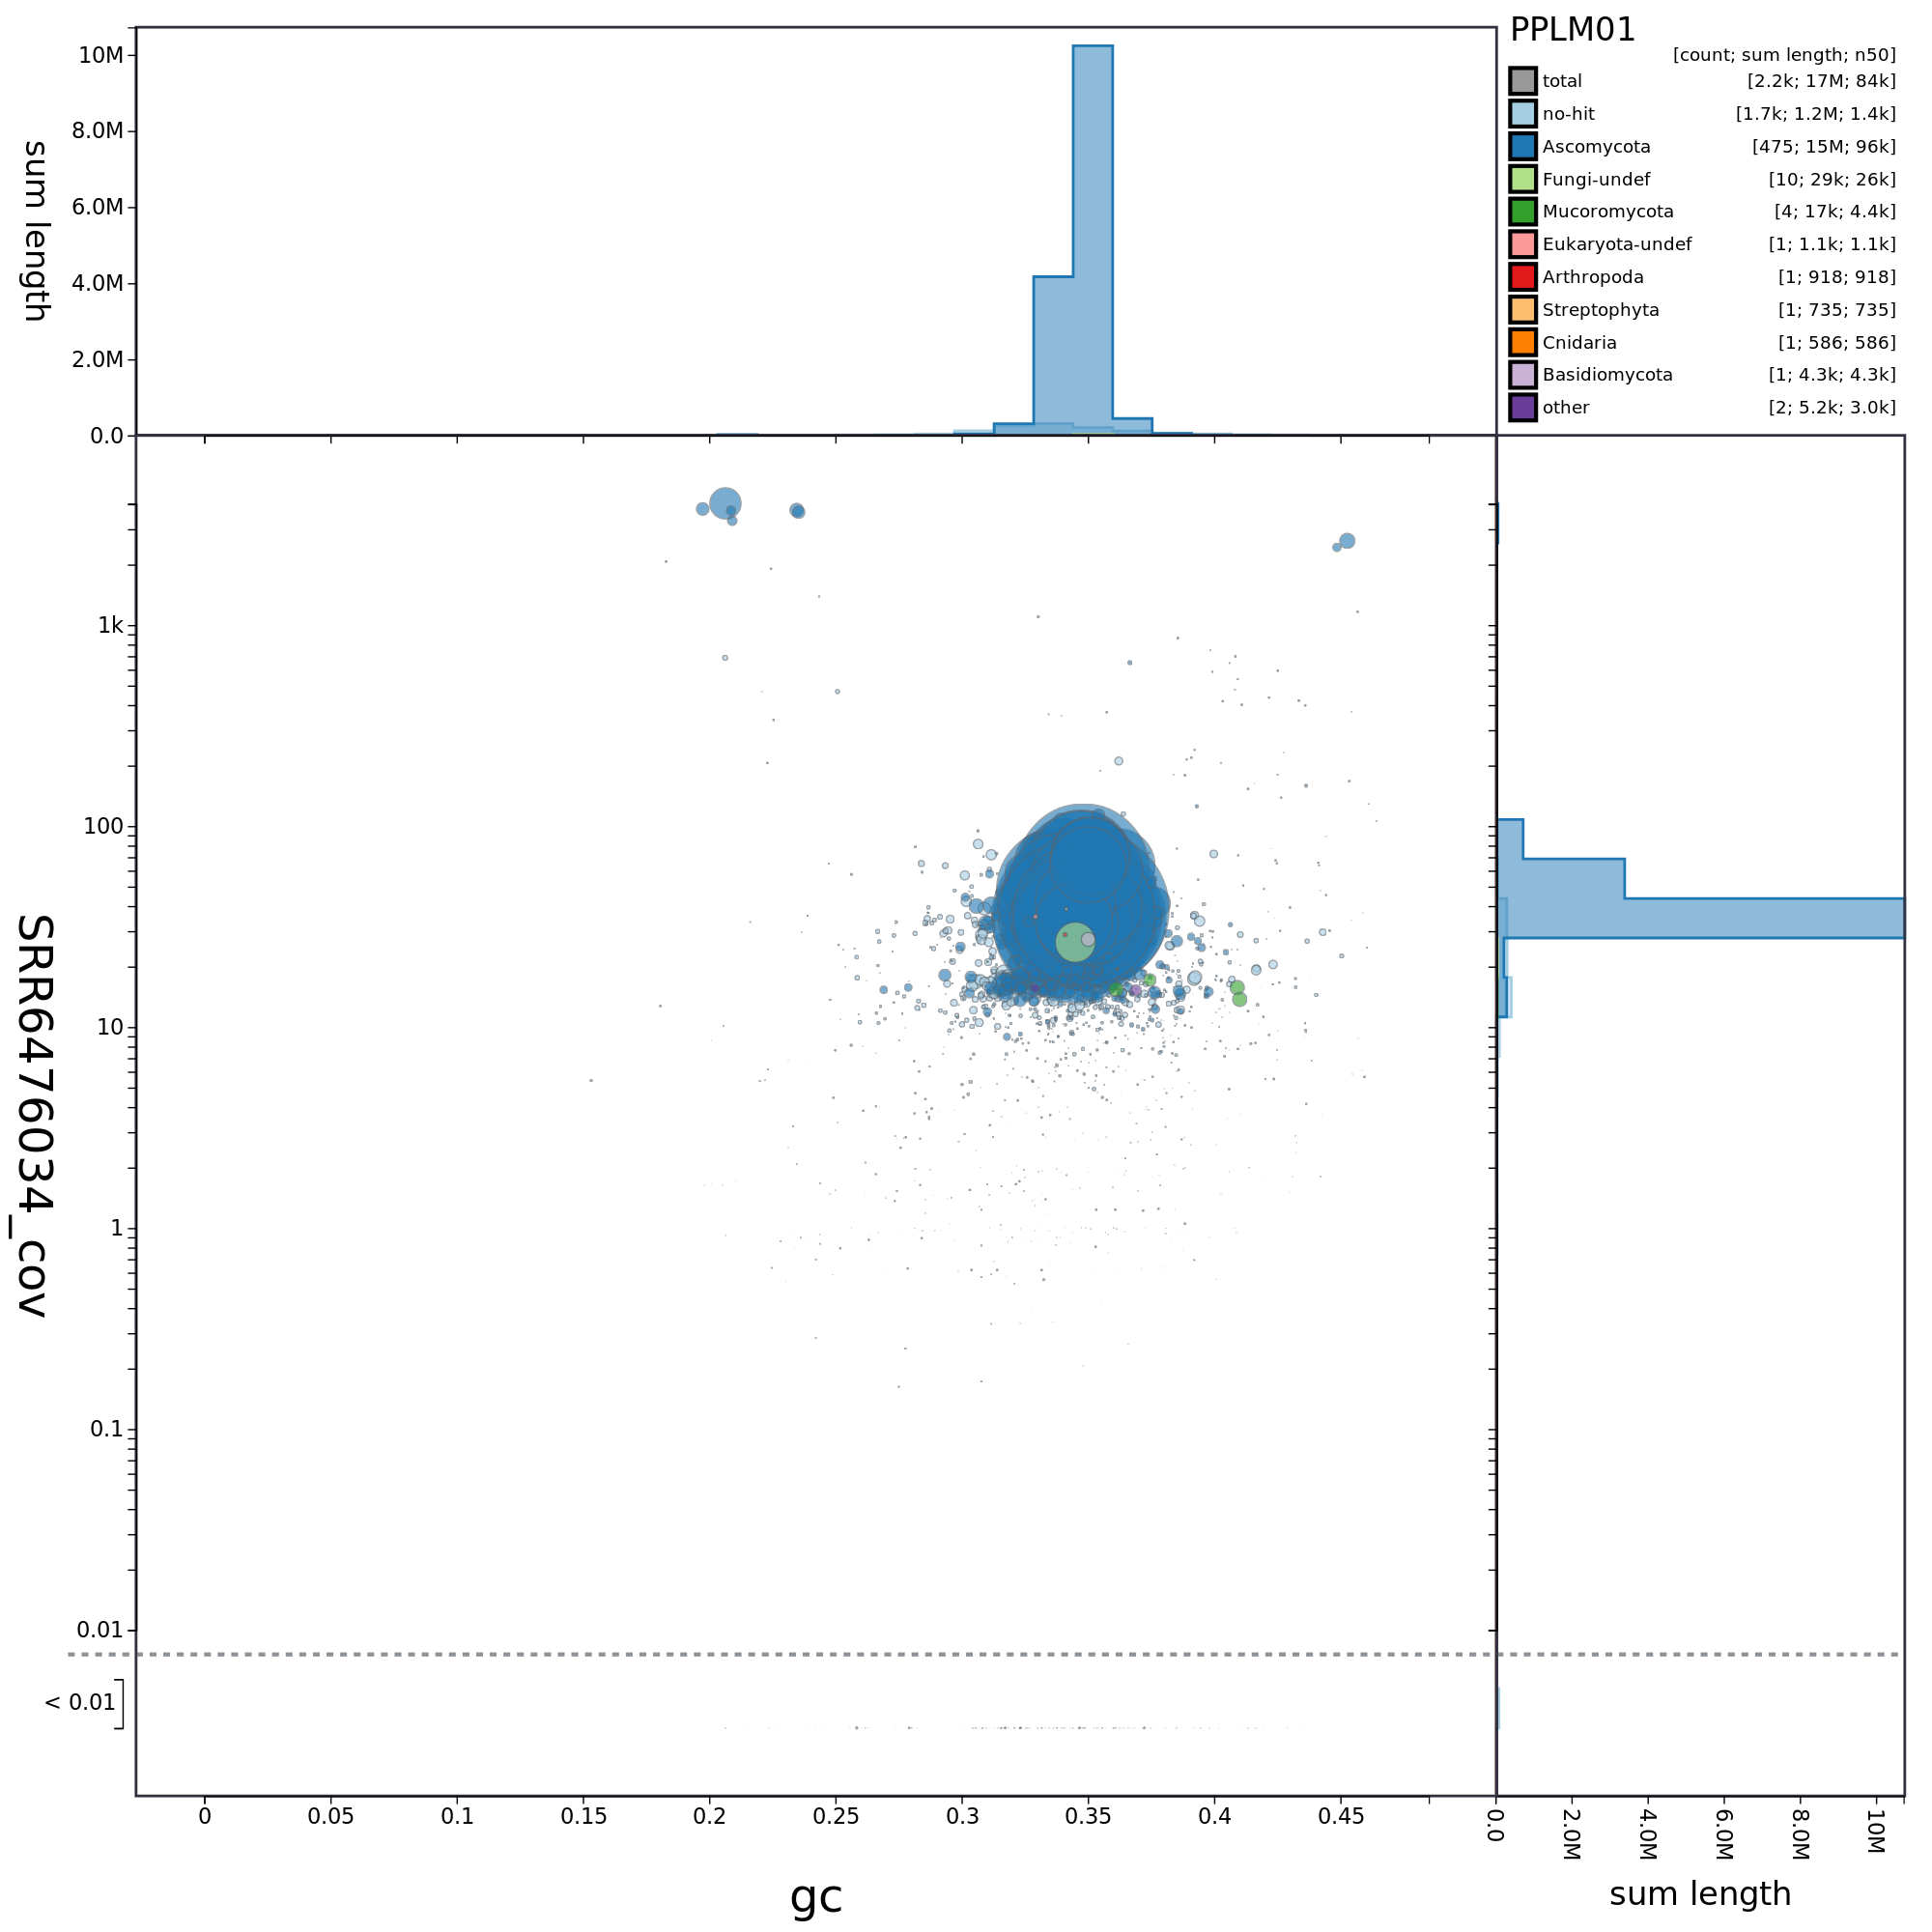 PPLM01
[count; sum length; n50]
total [2.2k; 17M; 84k]
no-hit [1.7k; 1.2M; 1.4k]
Ascomycota [475; 15M; 96k]
Fungi-undef [10; 29k; 26k]
Mucoromycota [4; 17k; 4.4k]
Eukaryota-undef [1; 1.1k; 1.1k]
Arthropoda [1; 918; 918]
Streptophyta [1; 735; 735]
Cnidaria [1; 586; 586]
Basidiomycota [1; 4.3k; 4.3k]
other [2; 5.2k; 3.0k]
sum length
10M
8.0M
6.0M
4.0M
2.0M
0.0
SRR6476034_cov
1k
100
10
1
0.1
0.01
< 0.01
0 0.05 0.1 0.15 0.2 0.25 0.3 0.35 0.4 0.45
gc
0.0 2.0M 4.0M 6.0M 8.0M 10M
sum length